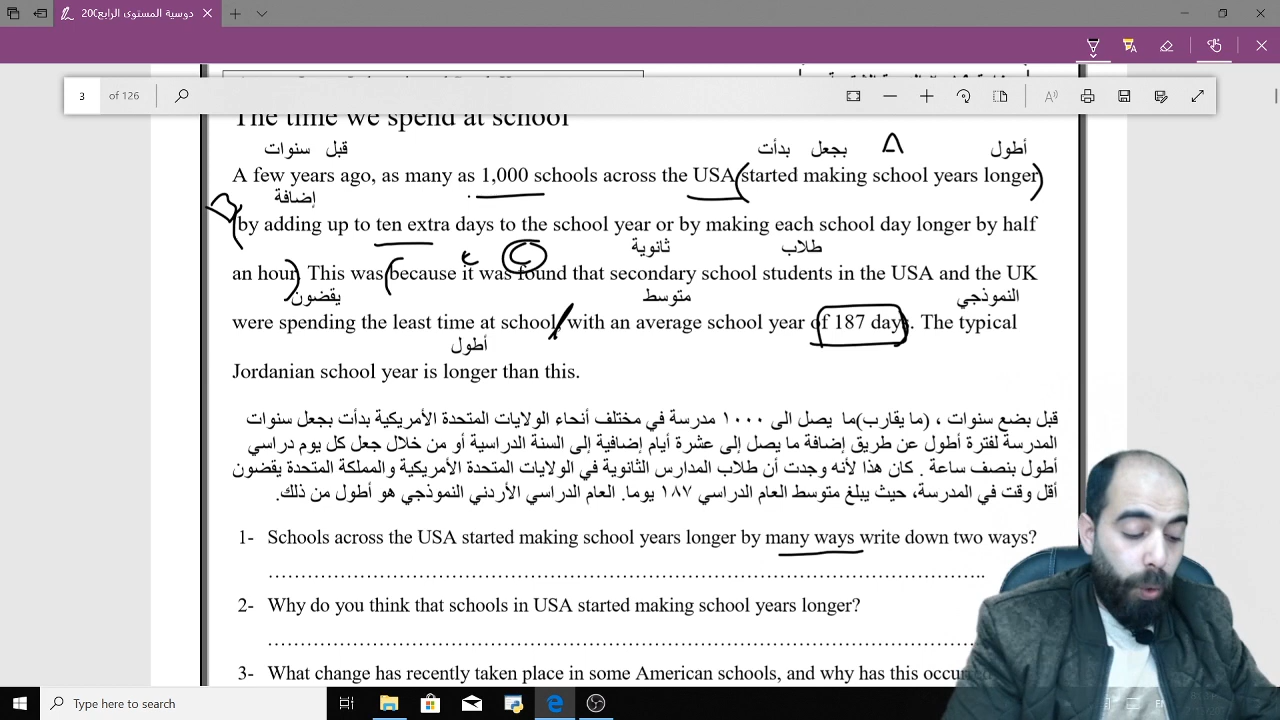 دوسية المستوى الرابع200
3 of 126
The time we spend at school
قبل سنوات بدأت بجعل أطول
A few years ago, as many as 1,000 schools across the USA started making school years longer
إضافة
by adding up to ten extra days to the school year or by making each school day longer by half
ثانوية طلاب
an hour. This was because it was found that secondary school students in the USA and the UK
يقضون متوسط النموذجي
were spending the least time at school, with an average school year of 187 days. The typical
أطول
Jordanian school year is longer than this.
قبل بضع سنوات ، (ما يقارب)ما يصل الى ١٠٠٠ مدرسة في مختلف أنحاء الولايات المتحدة الأمريكية بدأت بجعل سنوات
المدرسة لفترة أطول عن طريق إضافة ما يصل إلى عشرة أيام إضافية إلى السنة الدراسية أو من خلال جعل كل يوم دراسي
أطول بنصف ساعة . كان هذا لأنه وجدت أن طلاب المدارس الثانوية في الولايات المتحدة الأمريكية والمملكة المتحدة يقضون
أقل وقت في المدرسة، حيث يبلغ متوسط العام الدراسي ١٨٧ يوما. العام الدراسي الأردني النموذجي هو أطول من ذلك.
1- Schools across the USA started making school years longer by many ways write down two ways?
2- Why do you think that schools in USA started making school years longer?
3- What change has recently taken place in some American schools, and why has this
Type here to search